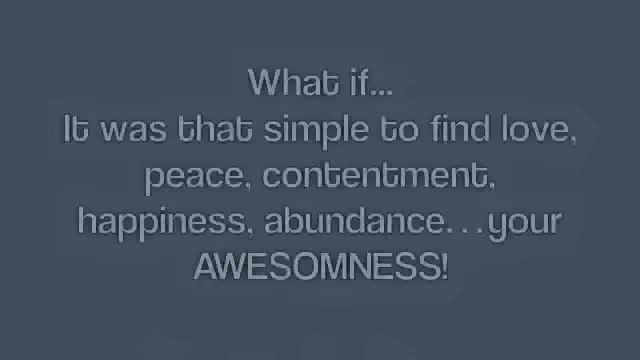 What if...
It was that simple to find love,
peace, contentment,
happiness, abundance...your
AWESOMNESS!